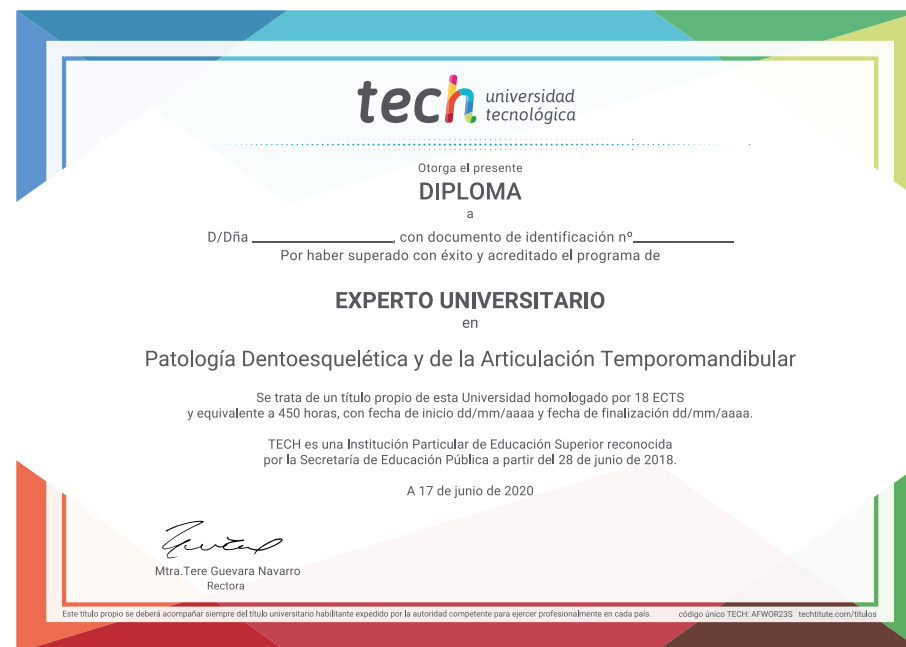 tech universidad
tecnológica
Otorga el presente
DIPLOMA
a
D/Dña ____________________, con documento de identificación nº______________
Por haber superado con éxito y acreditado el programa de
EXPERTO UNIVERSITARIO
en
Patología Dentoesquelética y de la Articulación Temporomandibular
Se trata de un título propio de esta Universidad homologado por 18 ECTS
y equivalente a 450 horas, con fecha de inicio dd/mm/aaaa y fecha de finalización dd/mm/aaaa.
TECH es una Institución Particular de Educación Superior reconocida
por la Secretaría de Educación Pública a partir del 28 de junio de 2018.
A 17 de junio de 2020
Mtra.Tere Guevara Navarro
Rectora
Este título propio se deberá acompañar siempre del título universitario habilitante expedido por la autoridad competente para ejercer profesionalmente en cada país. código único TECH: AFWOR23S techtitute.com/titulos